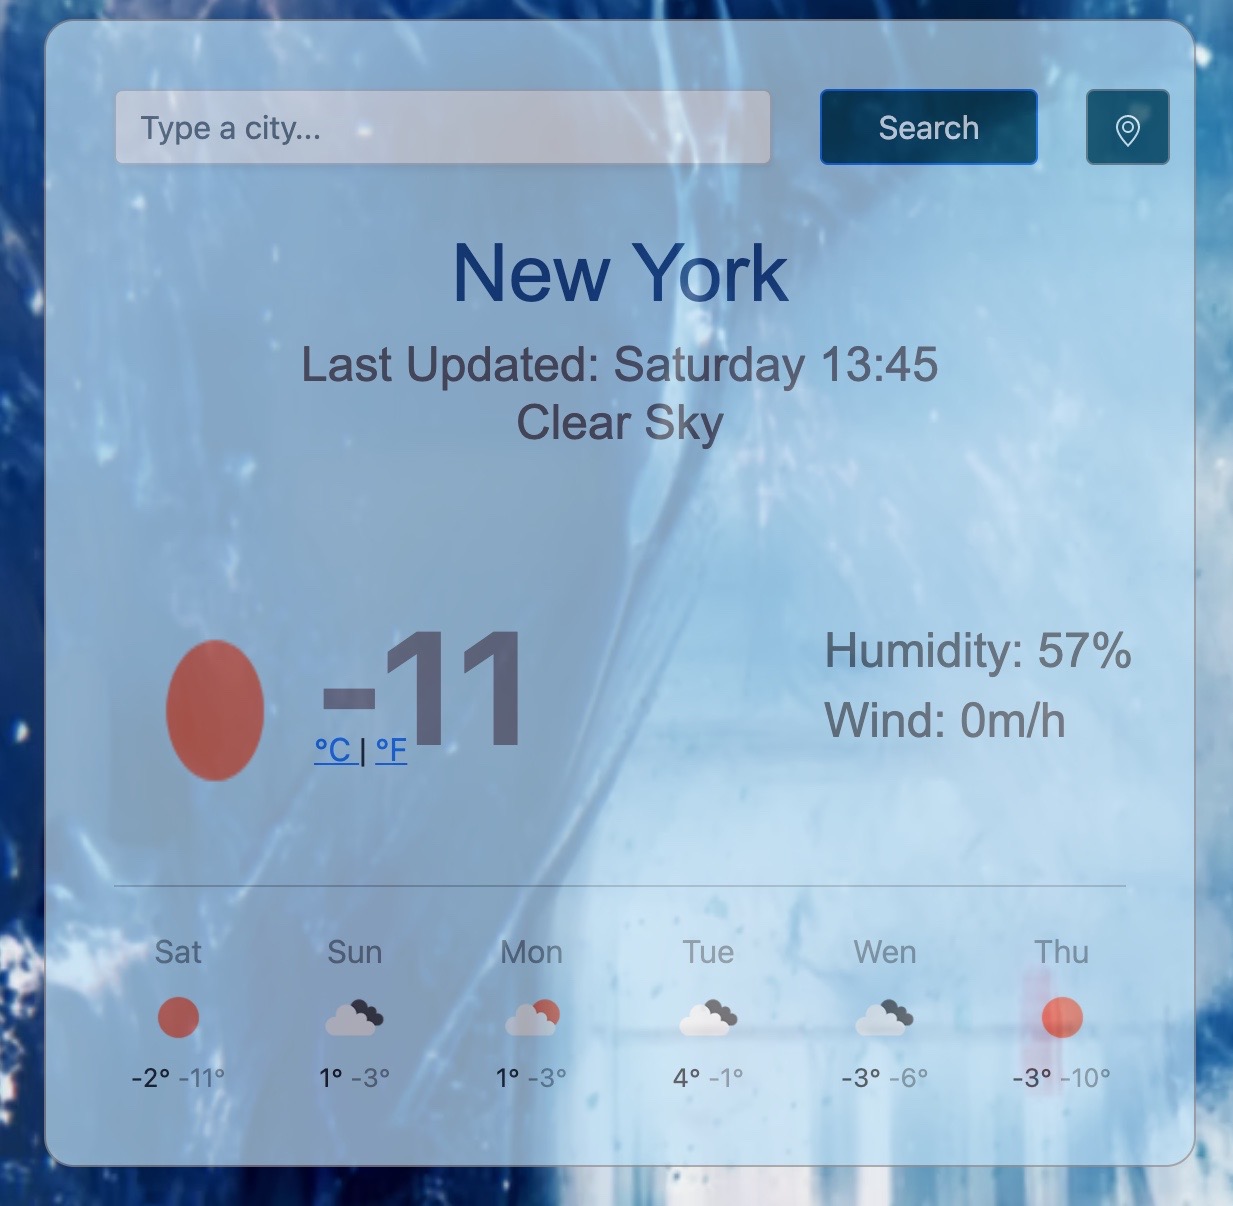 Type a city...
Search
New York
Last Updated: Saturday 13:45
Clear Sky
-11
°C | °F
Humidity: 57%
Wind: 0m/h
Sat Sun Mon Tue Wen Thu
-2° -11° 1° -3° 1° -3° 4° -1° -3° -6° -3° -10°